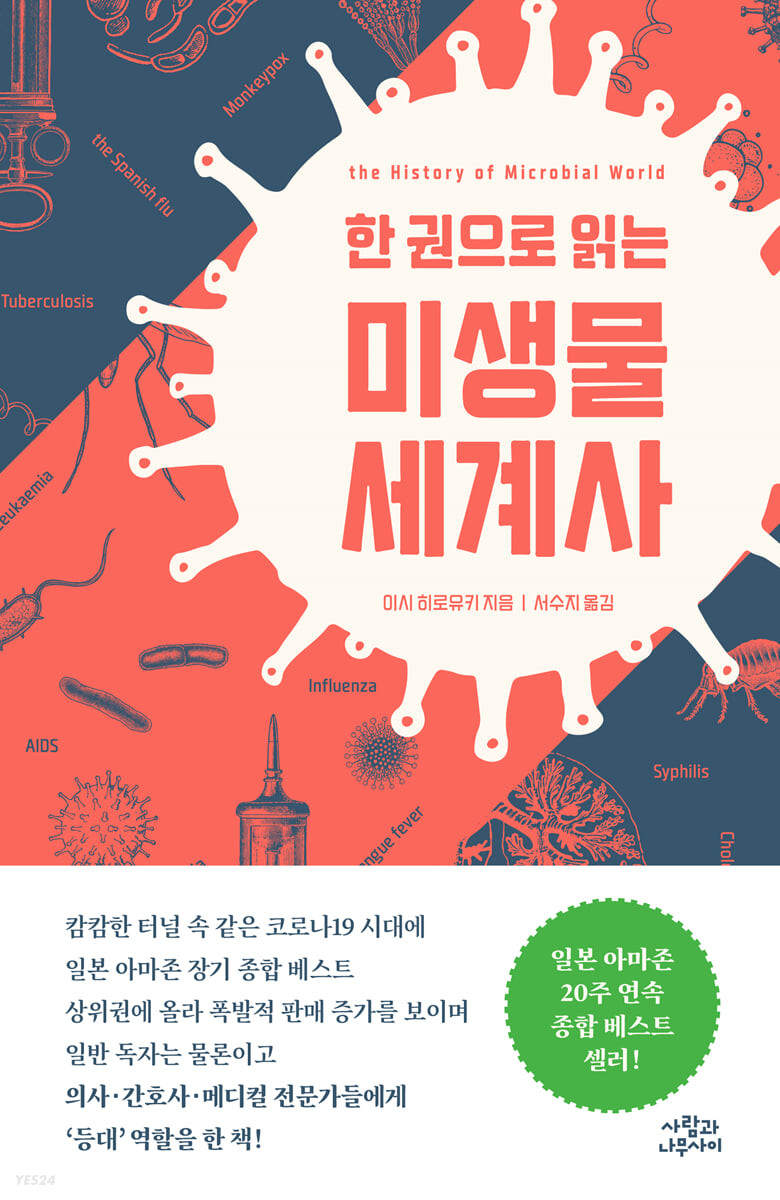 Monkeypox
the Spanish flu
Tuberculosis
the History of Microbial World
한 권으로 읽는
미생물
세계사
이시 히로유키 지음 | 서수지 옮김
Influenza
AIDS
Syphilis
캄캄한 터널 속 같은 코로나19 시대에
일본 아마존 장기 종합 베스트
상위권에 올라 폭발적 판매 증가를 보이며
일반 독자는 물론이고
의사·간호사·메디컬 전문가들에게
‘등대’ 역할을 한 책!
일본 아마존
20주 연속
종합 베스트
셀러!
사람과
나무사이
YES24